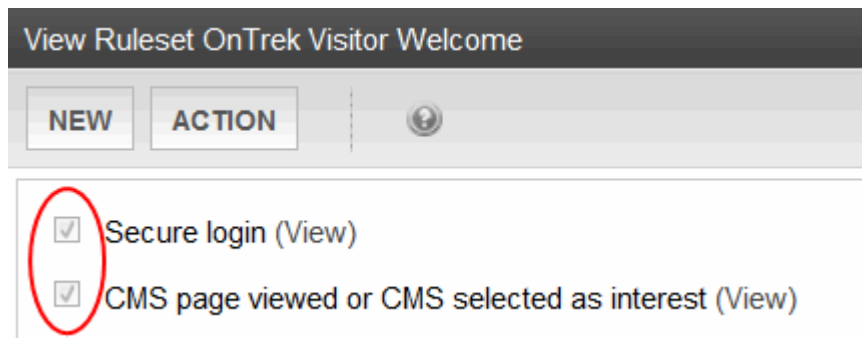 View Ruleset OnTrek Visitor Welcome
NEW ACTION ?
Secure login (View)
CMS page viewed or CMS selected as interest (View)